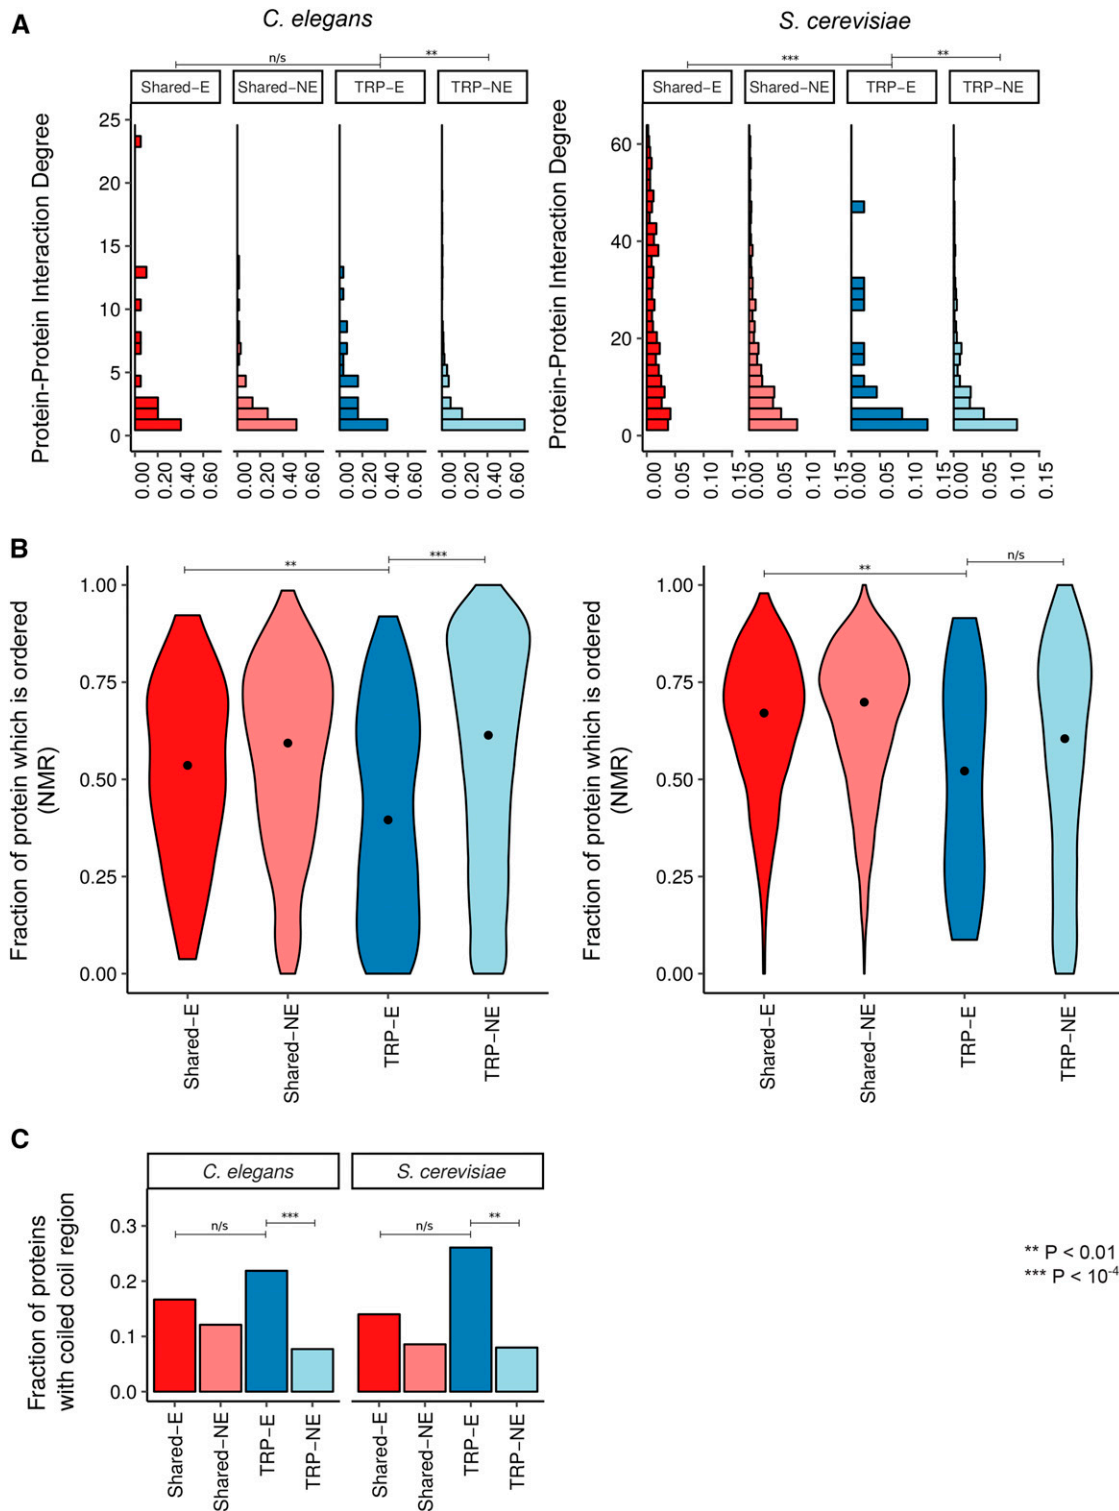 A
C. elegans
S. cerevisiae
n/s
**
***
**
Shared−E
Shared−NE
TRP−E
TRP−NE
Shared−E
Shared−NE
TRP−E
TRP−NE
Protein-Protein Interaction Degree
25
20
15
10
5
0
0.00
0.20
0.40
0.60
0.00
0.20
0.40
0.60
0.00
0.20
0.40
0.60
0.00
0.20
0.40
0.60
Protein-Protein Interaction Degree
60
40
20
0
0.00
0.05
0.10
0.15
0.00
0.05
0.10
0.15
0.00
0.05
0.10
0.15
0.00
0.05
0.10
0.15
B
**
***
Fraction of protein which is ordered
(NMR)
1.00
0.75
0.50
0.25
0.00
Shared−E
Shared−NE
TRP−E
TRP−NE
**
n/s
Fraction of protein which is ordered
(NMR)
1.00
0.75
0.50
0.25
0.00
Shared−E
Shared−NE
TRP−E
TRP−NE
C
C. elegans
S. cerevisiae
Fraction of proteins
with coiled coil region
0.3
0.2
0.1
0.0
n/s
***
n/s
**
Shared−E
Shared−NE
TRP−E
TRP−NE
Shared−E
Shared−NE
TRP−E
TRP−NE
** P < 0.01
*** P < 10⁻⁴